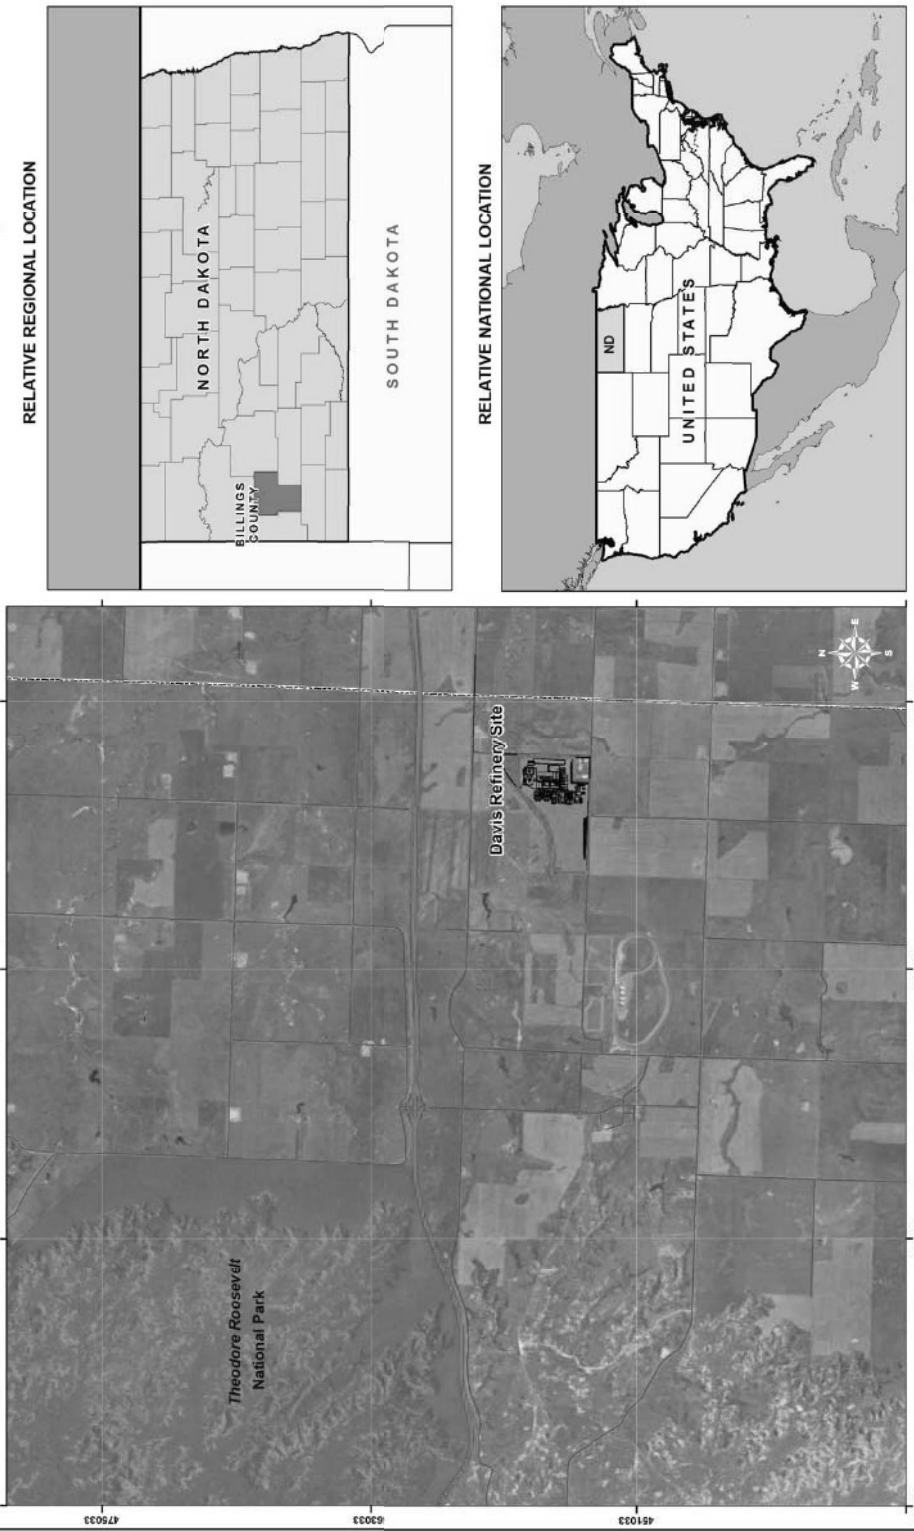 RELATIVE REGIONAL LOCATION
NORTH DAKOTA
BILLINGS
COUNTY
SOUTH DAKOTA
RELATIVE NATIONAL LOCATION
ND
UNITED STATES
Davis Refinery Site
Theodore Roosevelt
National Park
N
W
E
S
475033
63033
451033